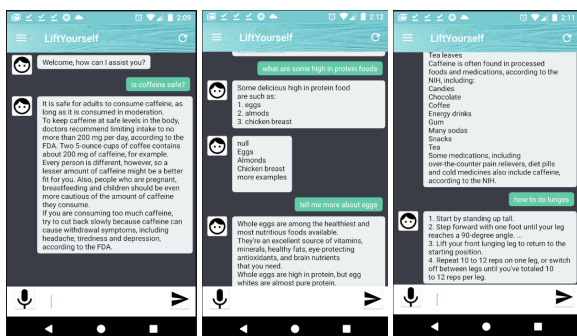 2:09
LiftYourself
Welcome, how can I assist you?
is coffeine safe?
It is safe for adults to consume caffeine, as
long as it is consumed in moderation.
To keep caffeine at safe levels in the body,
doctors recommend limiting intake to no
more than 200 mg per day, according to the
FDA. Two 5-ounce cups of coffee contains
about 200 mg of caffeine, for example.
Every person is different, however, so a
lesser amount of caffeine might be a better
fit for you. Also, people who are pregnant,
breastfeeding and children should be even
more cautious of the amount of caffeine
they consume.
If you are consuming too much caffeine,
try to cut back slowly because caffeine can
cause withdrawal symptoms, including
headache, tiredness and depression,
according to the FDA.
2:12
LiftYourself
what are some high in protein foods
Some delicious high in protein food
are such as:
1. eggs
2. almods
3. chicken breast
null
Eggs
Almonds
Chicken breast
more examples
tell me more about eggs
Whole eggs are among the healthiest and
most nutritious foods available.
They're an excellent source of vitamins,
minerals, healthy fats, eye-protecting
antioxidants, and brain nutrients
that you need.
Whole eggs are high in protein, but egg
whites are almost pure protein.
2:11
LiftYourself
Tea leaves
Caffeine is often found in processed
foods and medications, according to the
NIH, including:
Candies
Chocolate
Coffee
Energy drinks
Gum
Many sodas
Snacks
Tea
Some medications, including
over-the-counter pain relievers, diet pills
and cold medicines also include caffeine,
according to the NIH.
how to do lunges
1. Start by standing up tall.
2. Step forward with one foot until your leg
reaches a 90-degree angle. ...
3. Lift your front lunging leg to return to the
starting position.
4. Repeat 10 to 12 reps on one leg, or switch
off between legs until you've totaled 10
to 12 reps per leg.